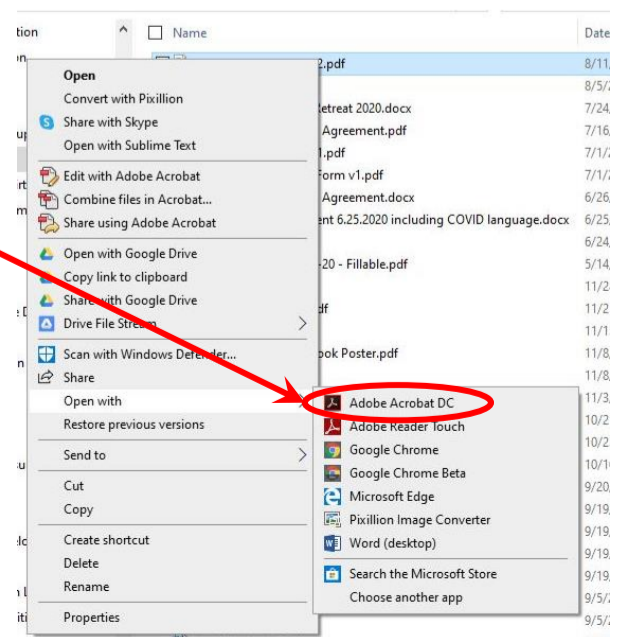 tion
Name
Date
2.pdf
8/11,
8/5/2
Retreat 2020.docx
7/24,
Agreement.pdf
7/16,
1.pdf
7/1/2
Form v1.pdf
7/1/2
Agreement.docx
6/26,
ent 6.25.2020 including COVID language.docx
6/25,
6/24,
-20 - Fillable.pdf
5/14,
11/2
df
11/2
11/1
ook Poster.pdf
11/8,
11/8,
11/3,
10/2
10/2
10/1
9/20,
9/19,
9/19,
9/19,
9/19,
9/5/2
9/5/2
Open
Convert with Pixillion
Share with Skype
Open with Sublime Text
Edit with Adobe Acrobat
Combine files in Acrobat...
Share using Adobe Acrobat
Open with Google Drive
Copy link to clipboard
Share with Google Drive
Drive File Stream
Scan with Windows Defender...
Share
Open with
Restore previous versions
Send to
Cut
Copy
Create shortcut
Delete
Rename
Properties
Adobe Acrobat DC
Adobe Reader Touch
Google Chrome
Google Chrome Beta
Microsoft Edge
Pixillion Image Converter
Word (desktop)
Search the Microsoft Store
Choose another app